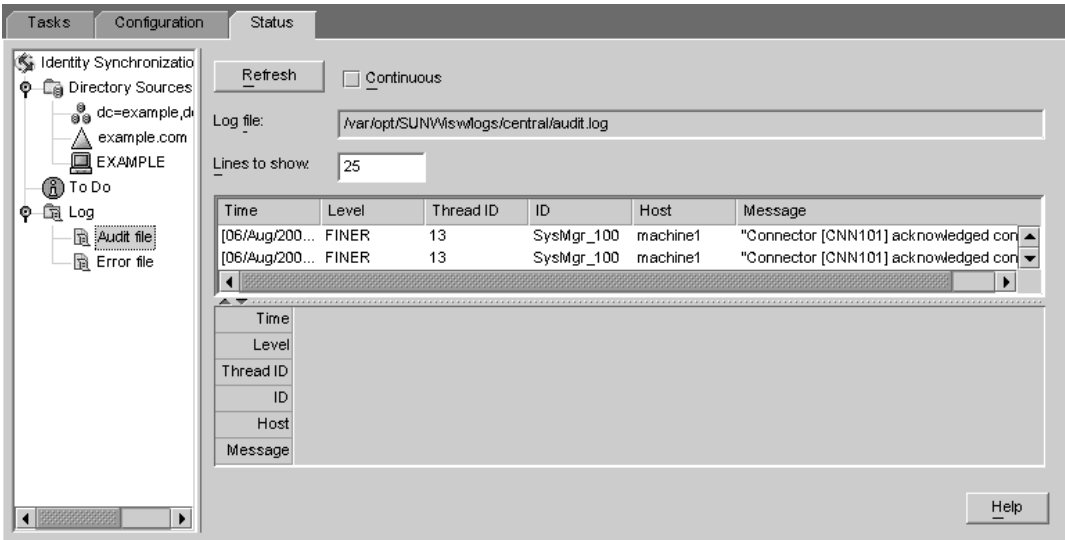 Tasks Configuration Status
Identity Synchronizatio
Directory Sources
dc=example,d
example.com
EXAMPLE
To Do
Log
Audit file
Error file
Refresh Continuous
Log file: /var/opt/SUNWisw/logs/central/audit.log
Lines to show: 25
Time Level Thread ID ID Host Message
[06/Aug/200... FINER 13 SysMgr_100 machine1 "Connector [CNN101] acknowledged con
[06/Aug/200... FINER 13 SysMgr_100 machine1 "Connector [CNN101] acknowledged con
Time
Level
Thread ID
ID
Host
Message
Help